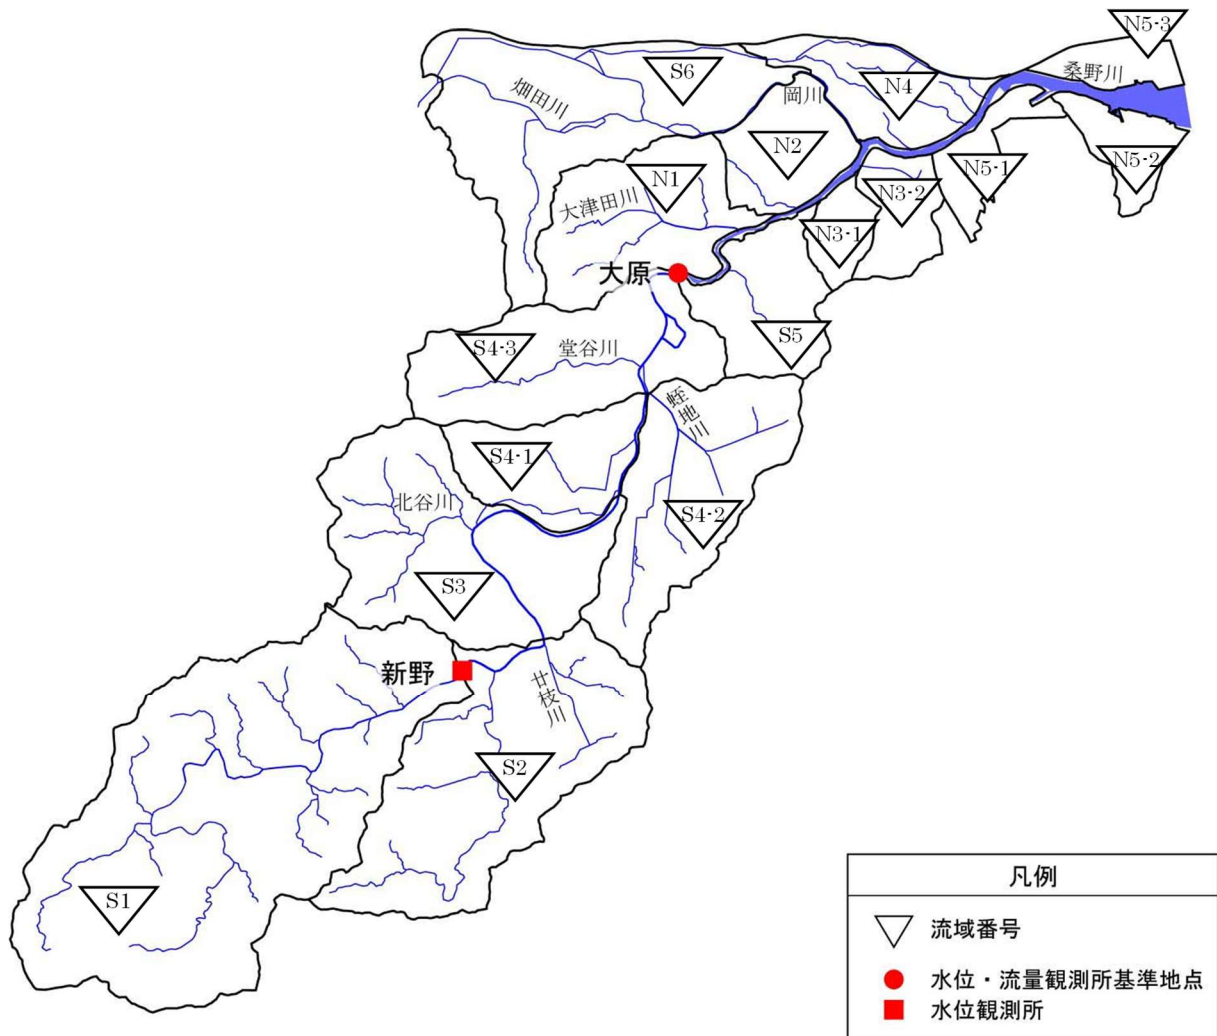 N5-3
桑野川
S6
畑田川
N4
岡川
N2
N5-2
N5-1
N1
N3-2
大津田川
N3-1
大原
S5
S4-3
堂谷川
蛭地川
S4-1
北谷川
S4-2
S3
新野
廿枝川
S2
S1
凡例
流域番号
水位・流量観測所基準地点
水位観測所